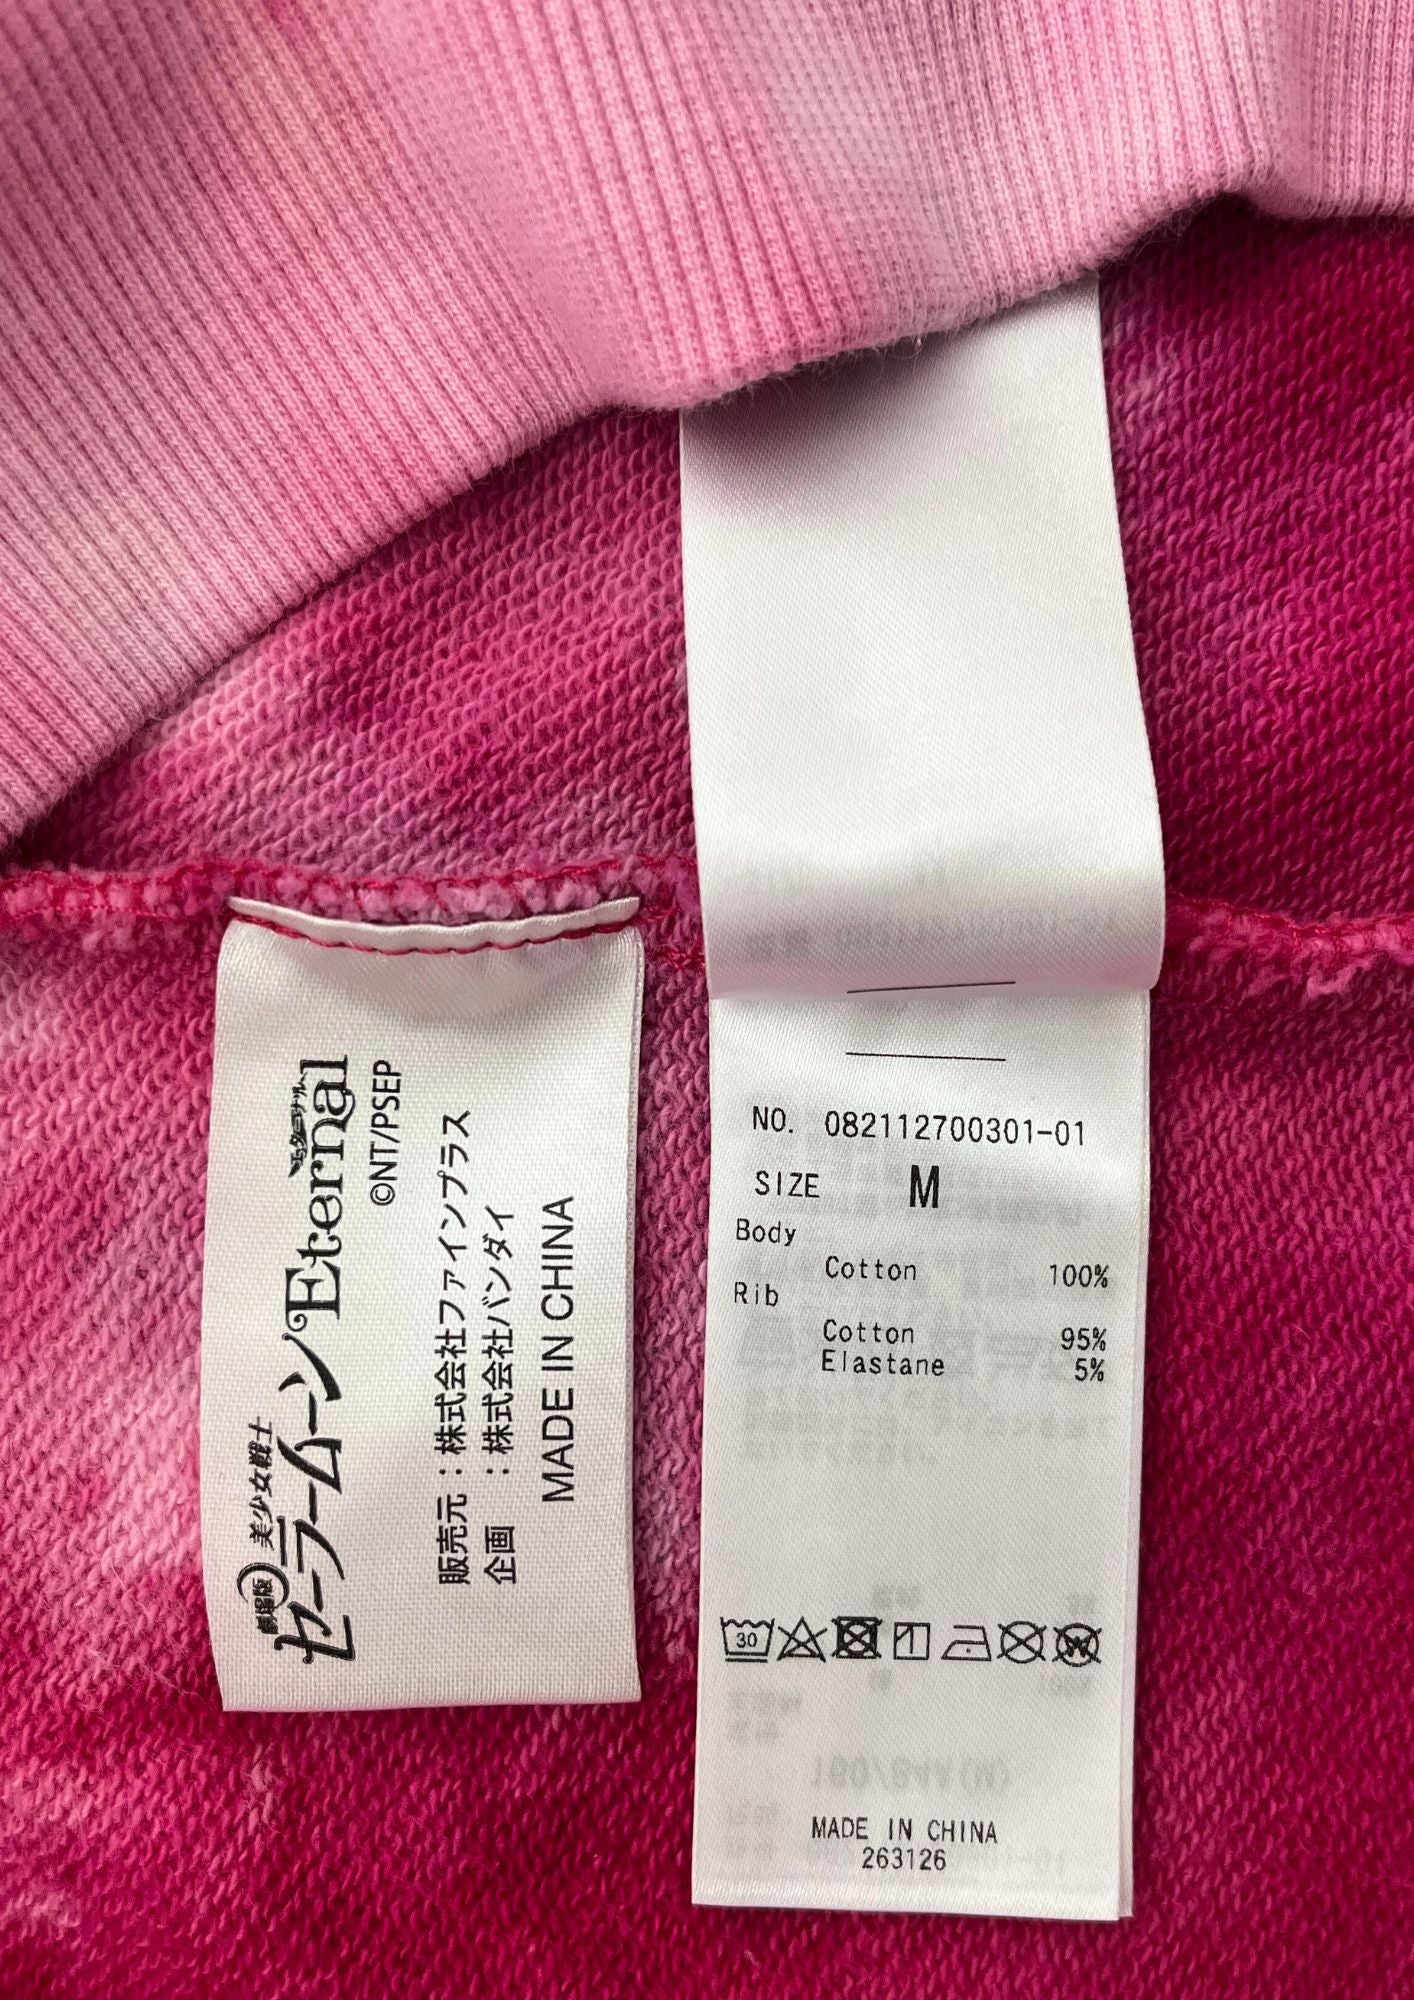 劇場版
美少女戦士
セーラームーンEternal
エターナル
©NT/PSEP
販売元：株式会社ファインプラス
企画　：株式会社バンダイ
MADE IN CHINA
NO. 082112700301-01
SIZE M
Body
Cotton 100%
Rib
Cotton 95%
Elastane 5%
30
W
MADE IN CHINA
263126